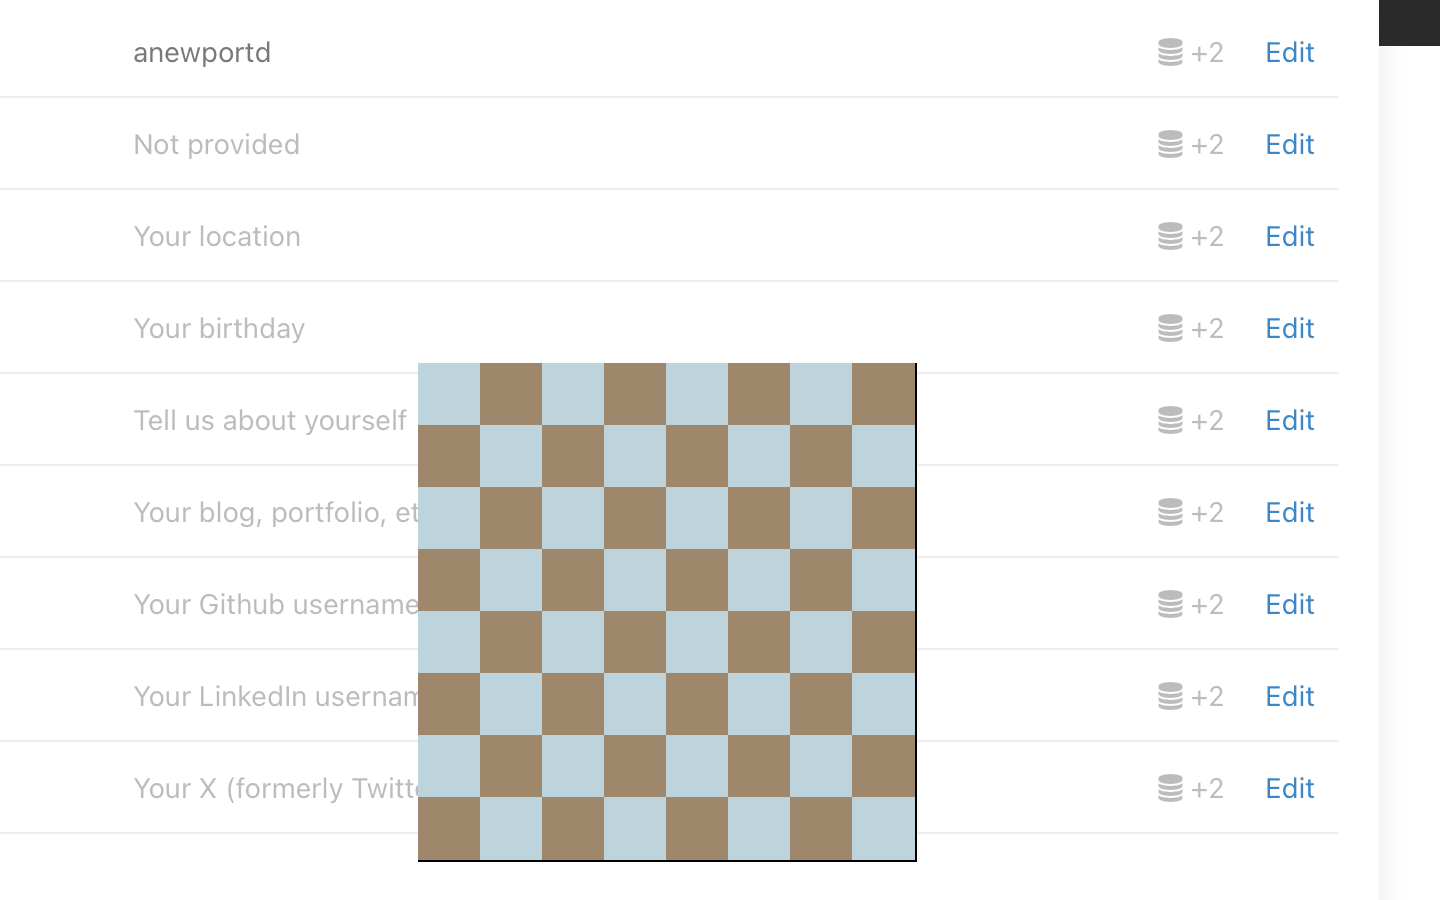 anewportd +2 Edit
Not provided +2 Edit
Your location +2 Edit
Your birthday +2 Edit
Tell us about yourself +2 Edit
Your blog, portfolio, et +2 Edit
Your Github username +2 Edit
Your LinkedIn usernam +2 Edit
Your X (formerly Twitt +2 Edit